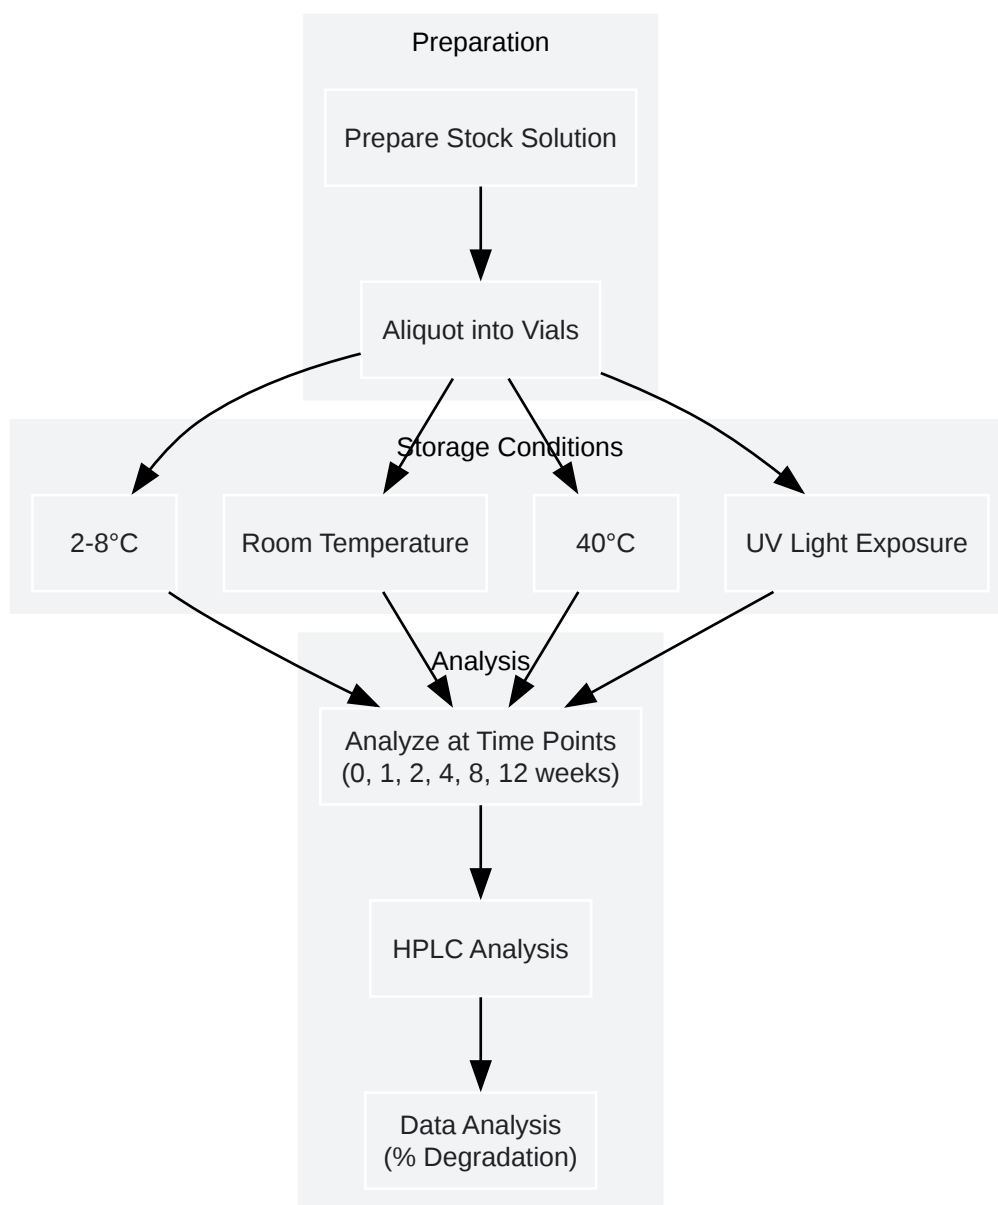 Preparation
Prepare Stock Solution
Aliquot into Vials
Storage Conditions
2-8°C
Room Temperature
40°C
UV Light Exposure
Analysis
Analyze at Time Points
(0, 1, 2, 4, 8, 12 weeks)
HPLC Analysis
Data Analysis
(% Degradation)